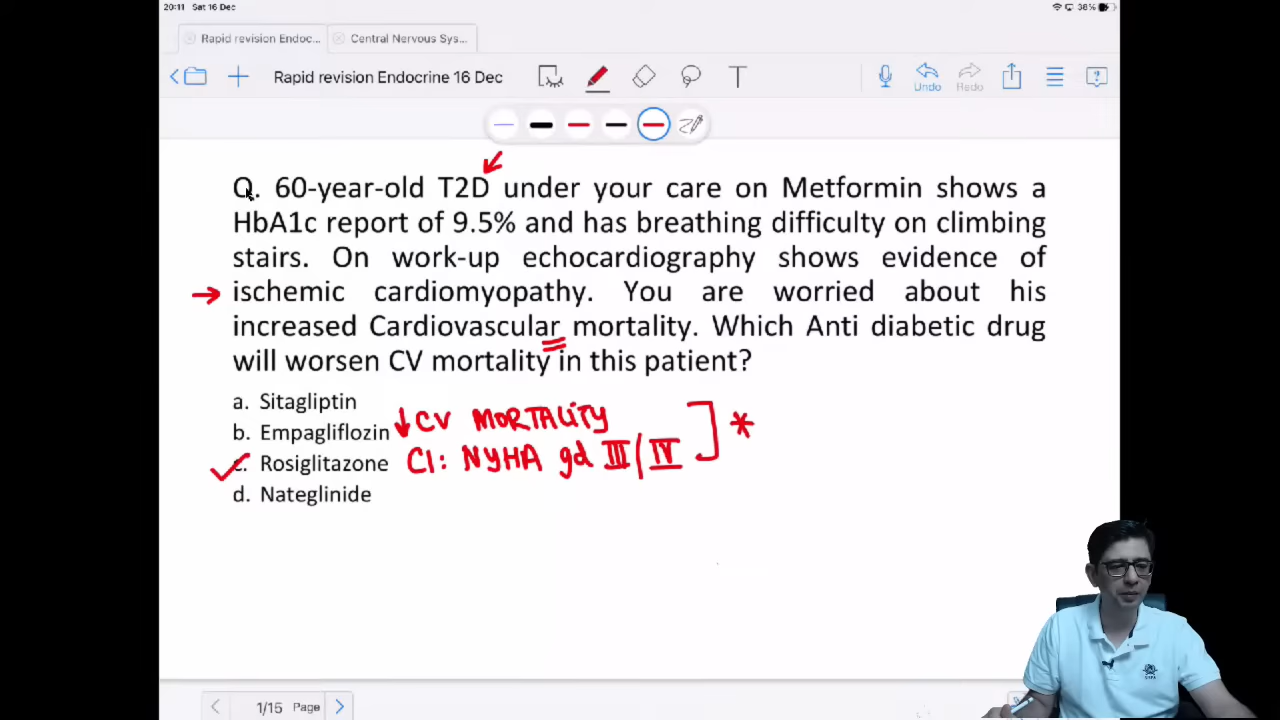 20:11 Sat 16 Dec
38%
Rapid revision Endoc...
Central Nervous Sys...
Rapid revision Endocrine 16 Dec
T
Undo
Redo
Q. 60-year-old T2D under your care on Metformin shows a
HbA1c report of 9.5% and has breathing difficulty on climbing
stairs. On work-up echocardiography shows evidence of
ischemic cardiomyopathy. You are worried about his
increased Cardiovascular mortality. Which Anti diabetic drug
will worsen CV mortality in this patient?
a. Sitagliptin
b. Empagliflozin ↓ CV MORTALITY
c. Rosiglitazone CI: NYHA gd III/IV ] *
d. Nateglinide
1/15 Page